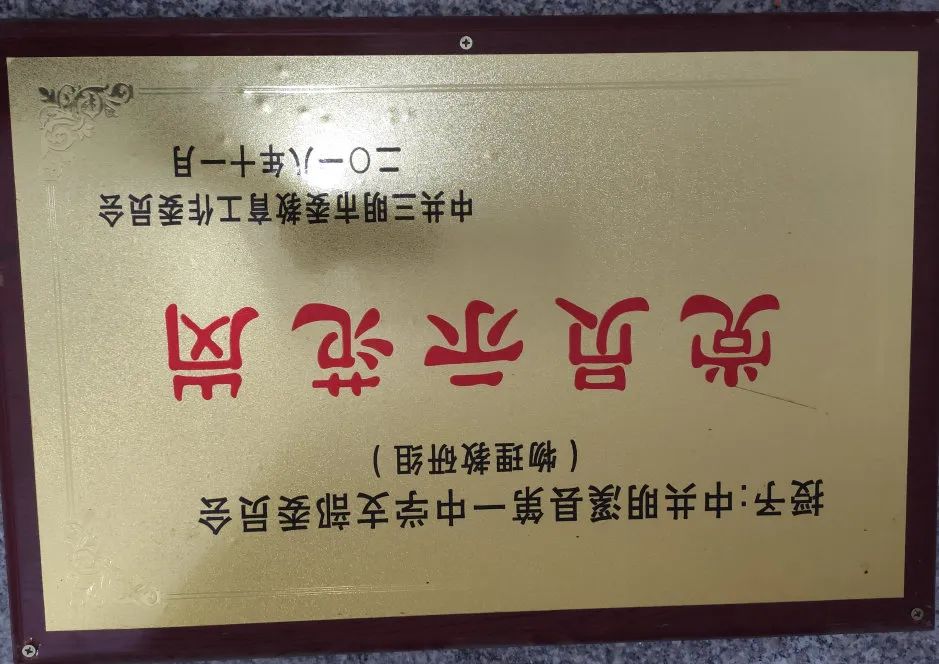 授予:中共明溪县第一中学支部委员会
（物理教研组）
党员示范岗
中共三明市委教育工作委员会
二〇一八年十一月